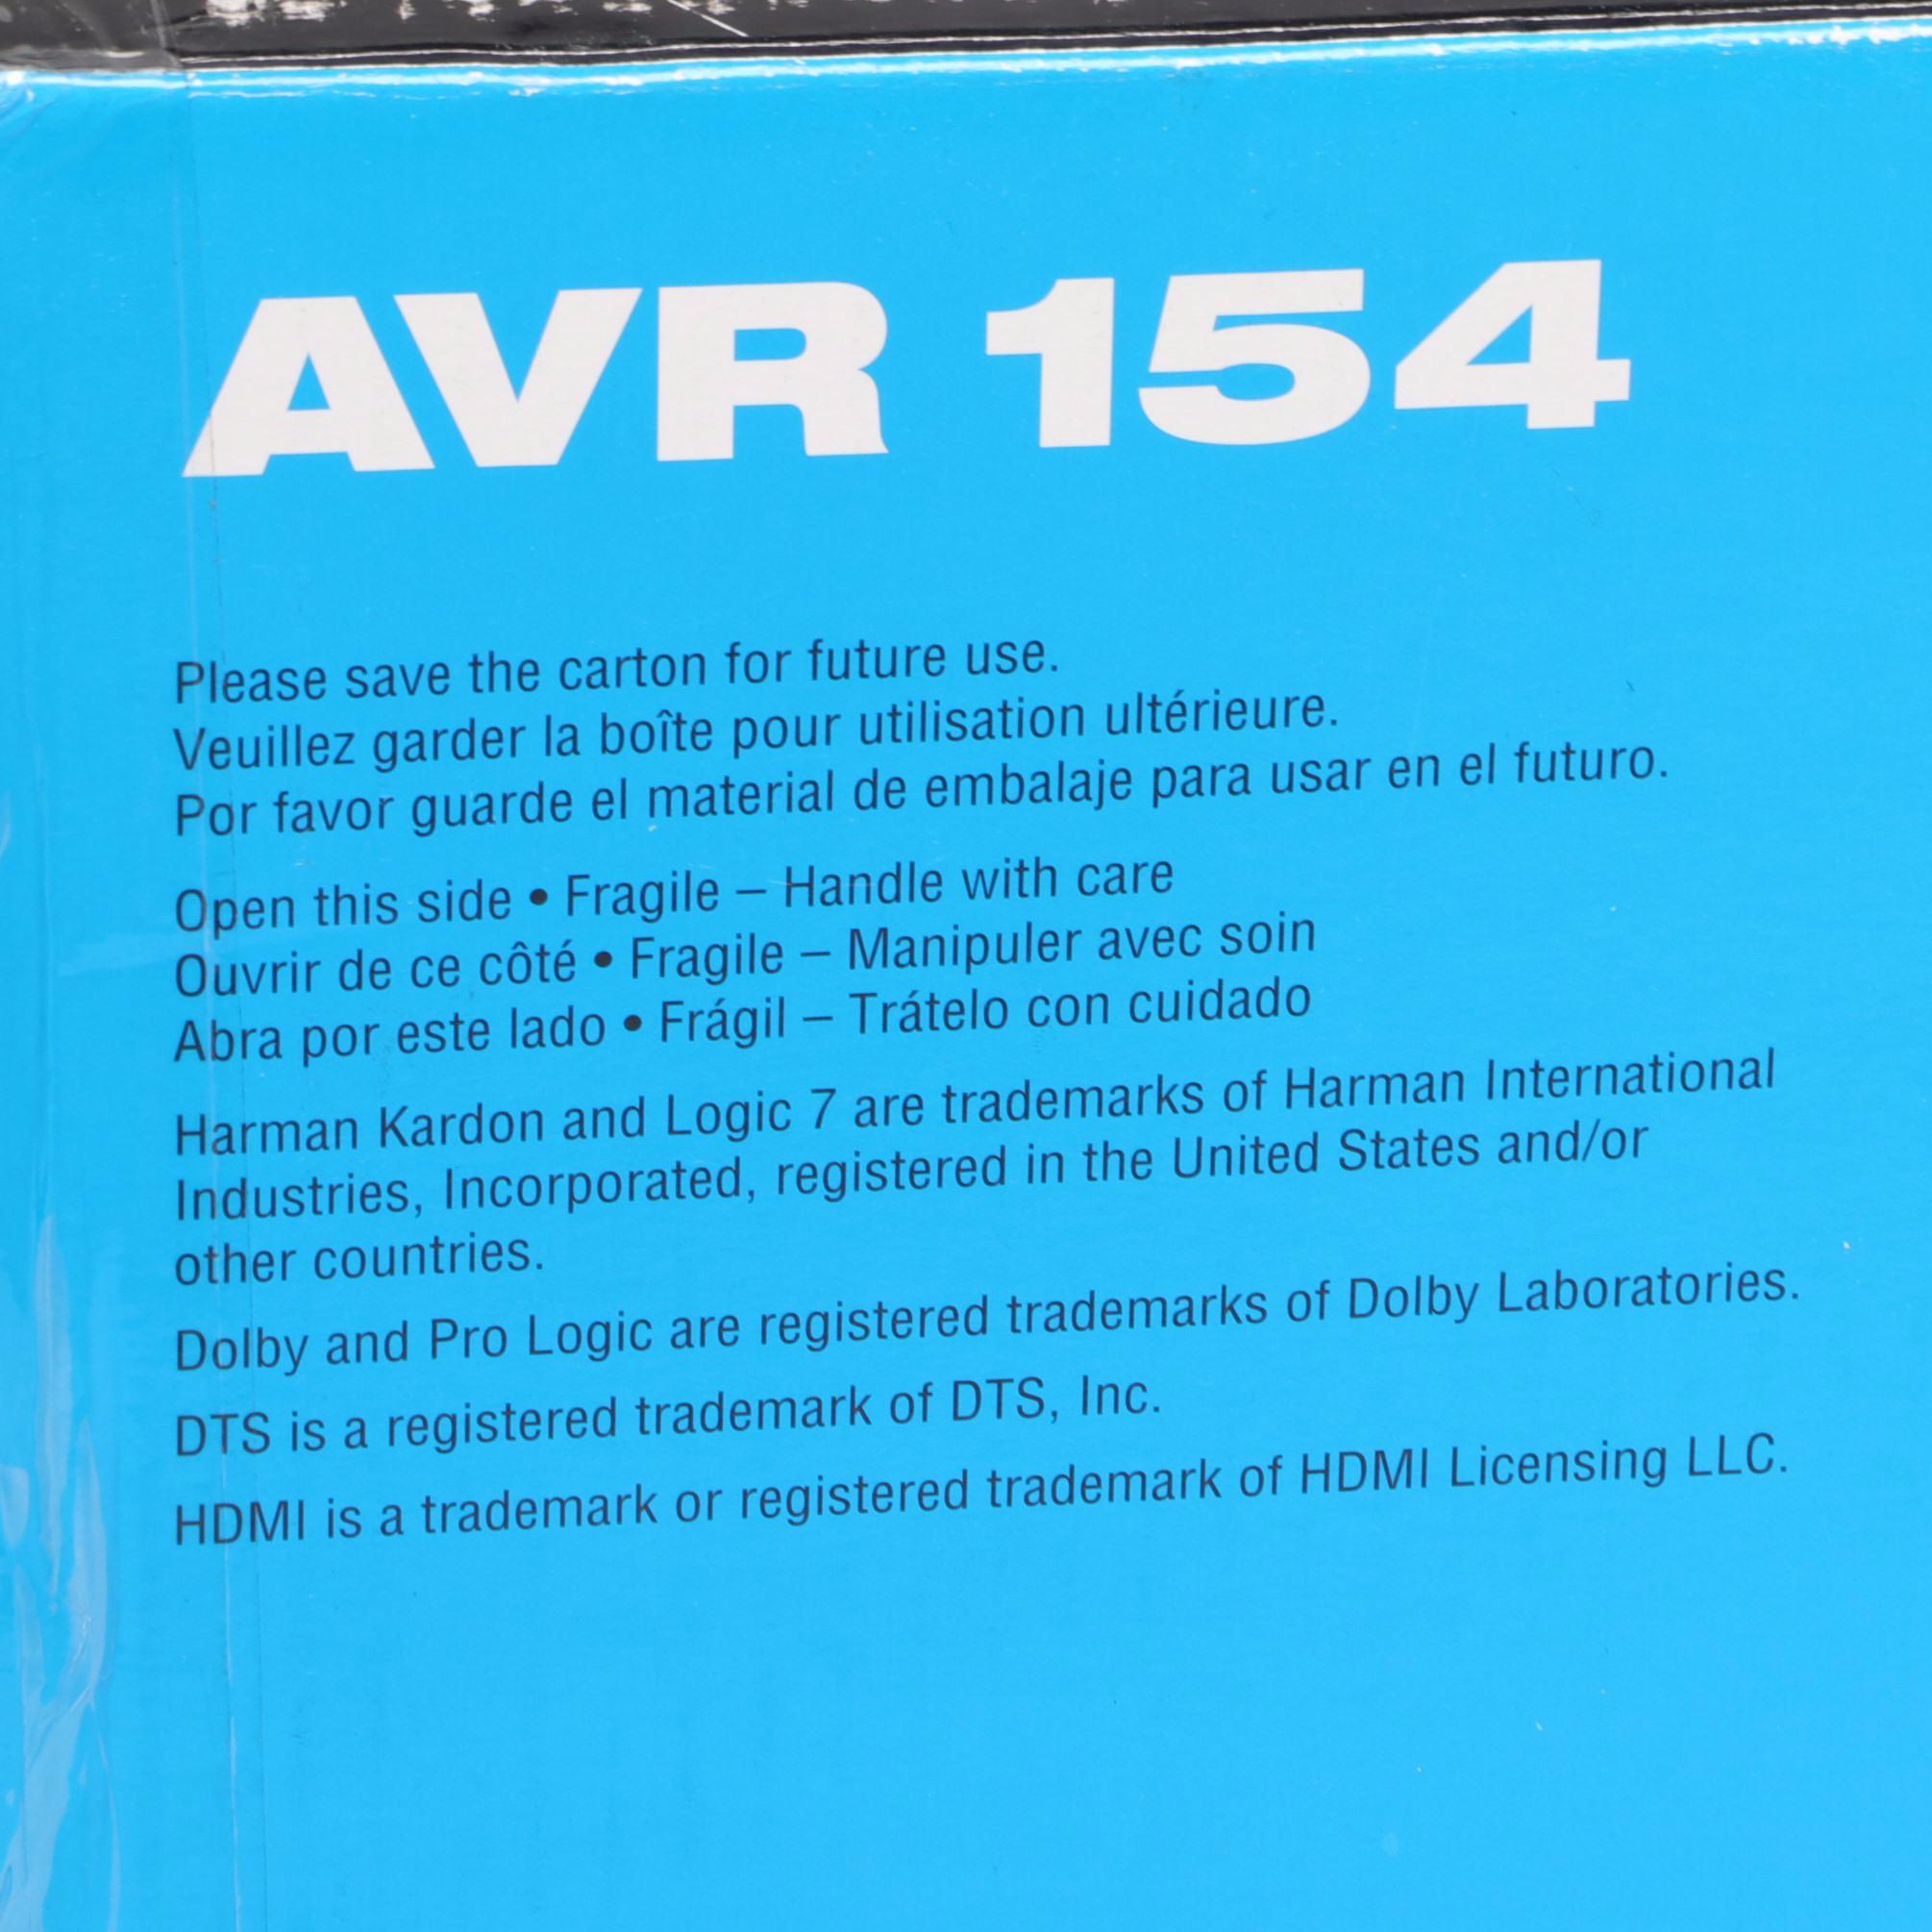 AVR 154
Please save the carton for future use.
Veuillez garder la boîte pour utilisation ultérieure.
Por favor guarde el material de embalaje para usar en el futuro.
Open this side • Fragile – Handle with care
Ouvrir de ce côté • Fragile – Manipuler avec soin
Abra por este lado • Frágil – Trátelo con cuidado
Harman Kardon and Logic 7 are trademarks of Harman International
Industries, Incorporated, registered in the United States and/or
other countries.
Dolby and Pro Logic are registered trademarks of Dolby Laboratories.
DTS is a registered trademark of DTS, Inc.
HDMI is a trademark or registered trademark of HDMI Licensing LLC.